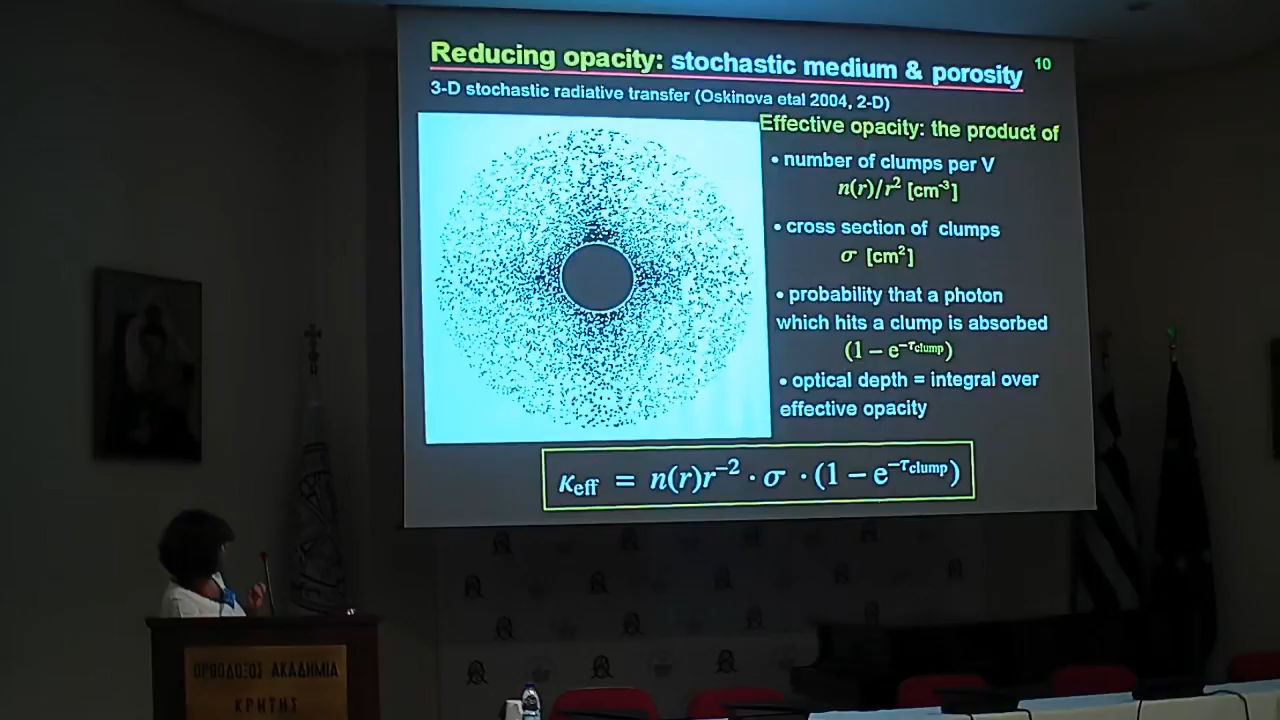 Reducing opacity: stochastic medium & porosity
10
3-D stochastic radiative transfer (Oskinova etal 2004, 2-D)
Effective opacity: the product of
• number of clumps per V
n(r)/r² [cm⁻³]
• cross section of clumps
σ [cm²]
• probability that a photon
which hits a clump is absorbed
(1 − e^−τclump)
• optical depth = integral over
effective opacity
κeff = n(r)r⁻² · σ · (1 − e^−τclump)
ΟΡΘΟΔΟΞΟΣ ΑΚΑΔΗΜΙΑ
ΚΡΗΤΗΣ